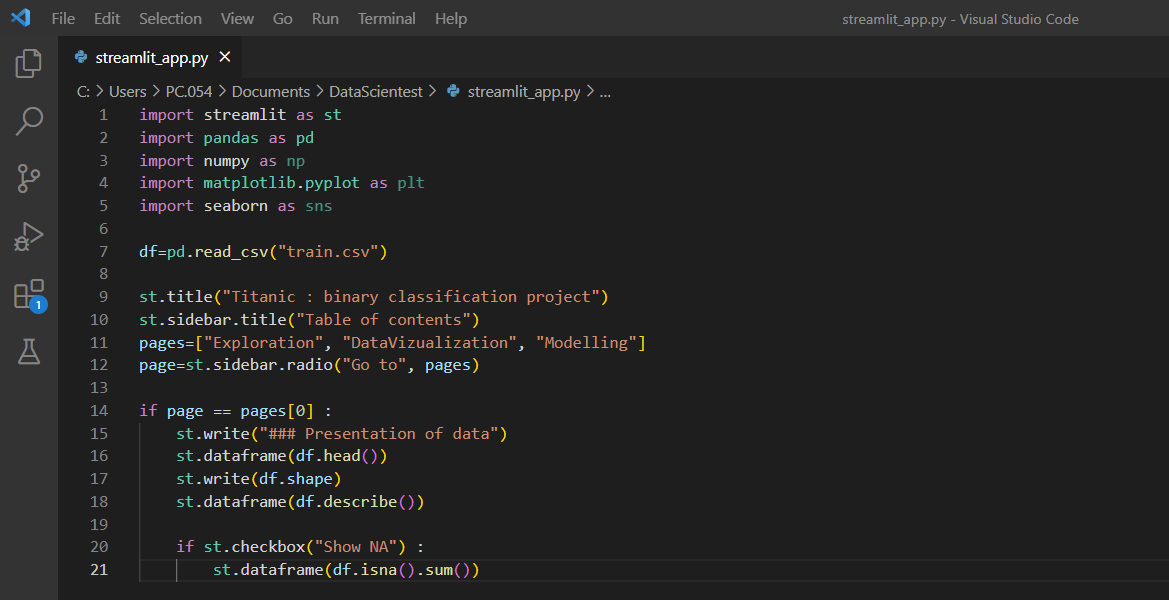 File Edit Selection View Go Run Terminal Help streamlit_app.py - Visual Studio Code
streamlit_app.py ×
C: > Users > PC.054 > Documents > DataScientest > streamlit_app.py > ...
1 import streamlit as st
2 import pandas as pd
3 import numpy as np
4 import matplotlib.pyplot as plt
5 import seaborn as sns
6
7 df=pd.read_csv("train.csv")
8
9 st.title("Titanic : binary classification project")
10 st.sidebar.title("Table of contents")
11 pages=["Exploration", "DataVizualization", "Modelling"]
12 page=st.sidebar.radio("Go to", pages)
13
14 if page == pages[0] :
15     st.write("### Presentation of data")
16     st.dataframe(df.head())
17     st.write(df.shape)
18     st.dataframe(df.describe())
19
1
20     if st.checkbox("Show NA") :
21         st.dataframe(df.isna().sum())